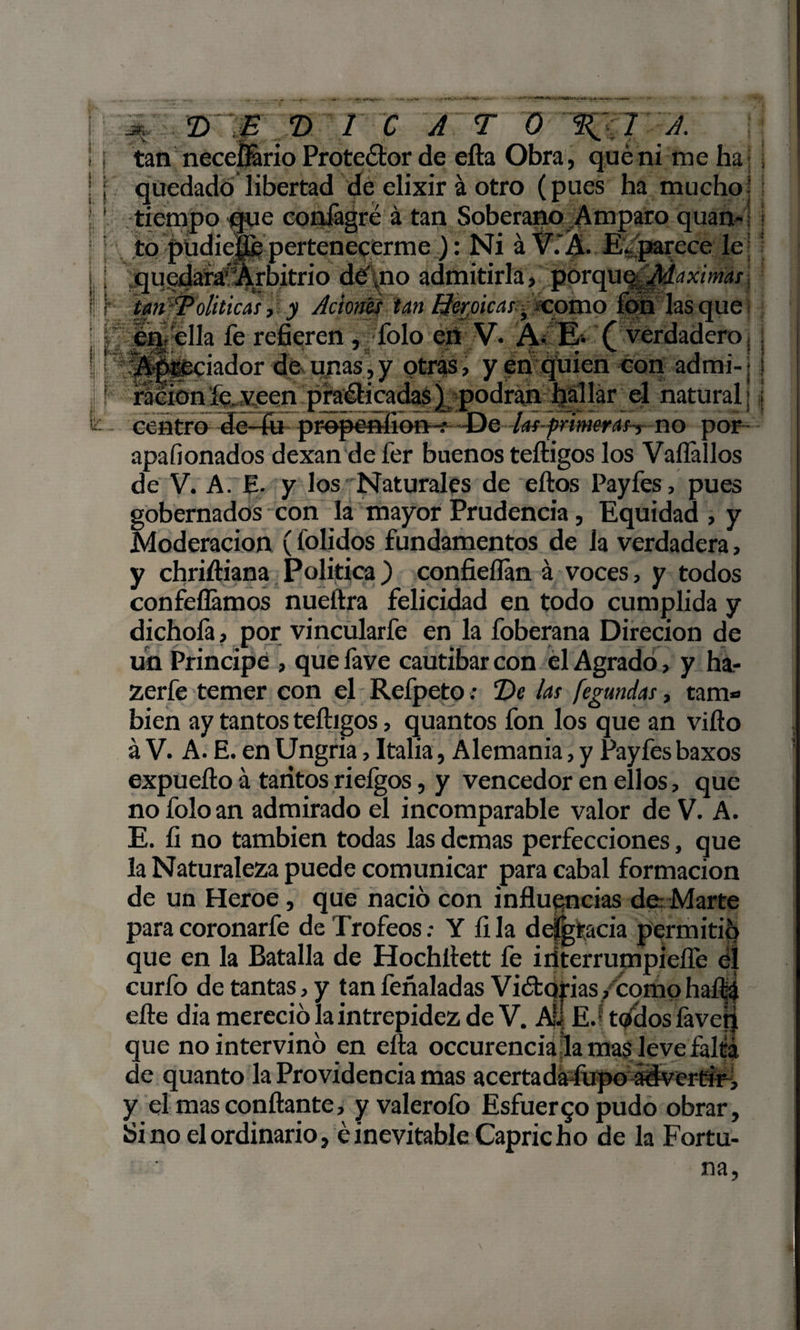 DEDICATORIA.
tan neceſſario Protector de eſta Obra, que ni me ha
quedado libertad de elixir à otro (pues ha mucho
tiempo que conſagrè à tan Soberano Amparo quan-
to pudieſſe pertenecerme): Ni à V. A. E. parece le
quedarà Arbitrio de no admitirla, porque Maximas
tan Politicas, y Aciones tan Heroicas, como ſon las que
en ella ſe refieren, ſolo en V. A. E. (verdadero
Apreciador de unas, y otras, y en quien con admi-
racion ſe veen practicadas) podran hallar el natural
centro de ſu propenſion: De las primeras, no por
apaſionados dexan de ſer buenos teſtigos los Vaſſallos
de V. A. E. y los Naturales de eſtos Payſes, pues
gobernados con la mayor Prudencia, Equidad, y
Moderacion (ſolidos fundamentos de la verdadera,
y chriſtiana Politica) confieſſan à voces, y todos
confeſſamos nueſtra felicidad en todo cumplida y
dichoſa, por vincularſe en la ſoberana Direcion de
un Principe, que ſave cautibar con el Agrado, y ha-
zerſe temer con el Reſpeto: De las ſegundas, tam-
bien ay tantos teſtigos, quantos ſon los que an viſto
à V. A. E. en Ungria, Italia, Alemania, y Payſes baxos
expueſto à tantos rieſgos, y vencedor en ellos, que
no ſolo an admirado el incomparable valor de V. A.
E. ſi no tambien todas las demas perfecciones, que
la Naturaleza puede comunicar para cabal formacion
de un Heroe, que naciò con influencias de Marte
para coronarſe de Trofeos: Y ſi la deſgracia permitiò
que en la Batalla de Hochſtett ſe interrumpieſſe el
curſo de tantas, y tan ſeñaladas Victorias, como haſta
eſte dia mereciò la intrepidez de V. A. E. todos ſaven
que no intervinò en eſta occurencia la mas leve falta
de quanto la Providencia mas acertada ſupo advertir,
y el mas conſtante, y valeroſo Esfuerço pudo obrar,
Si no el ordinario, è inevitable Capricho de la Fortu-
na,